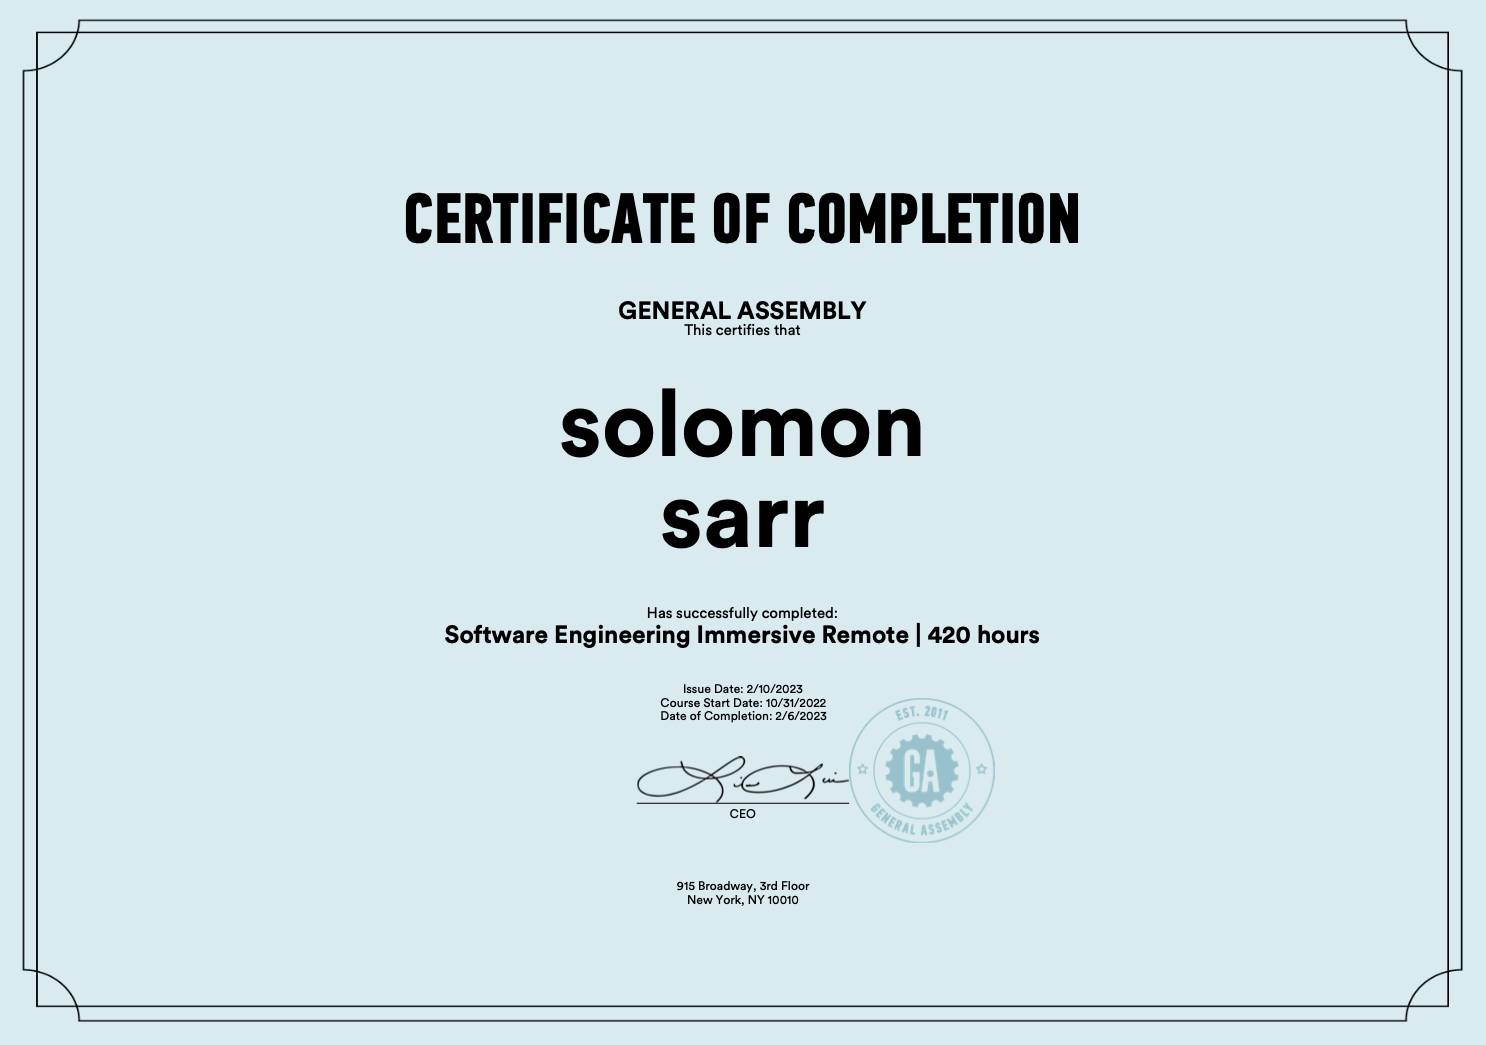 CERTIFICATE OF COMPLETION
GENERAL ASSEMBLY
This certifies that
solomon
sarr
Has successfully completed:
Software Engineering Immersive Remote | 420 hours
Issue Date: 2/10/2023
Course Start Date: 10/31/2022
Date of Completion: 2/6/2023
EST. 2011
GA
GENERAL ASSEMBLY
CEO
915 Broadway, 3rd Floor
New York, NY 10010